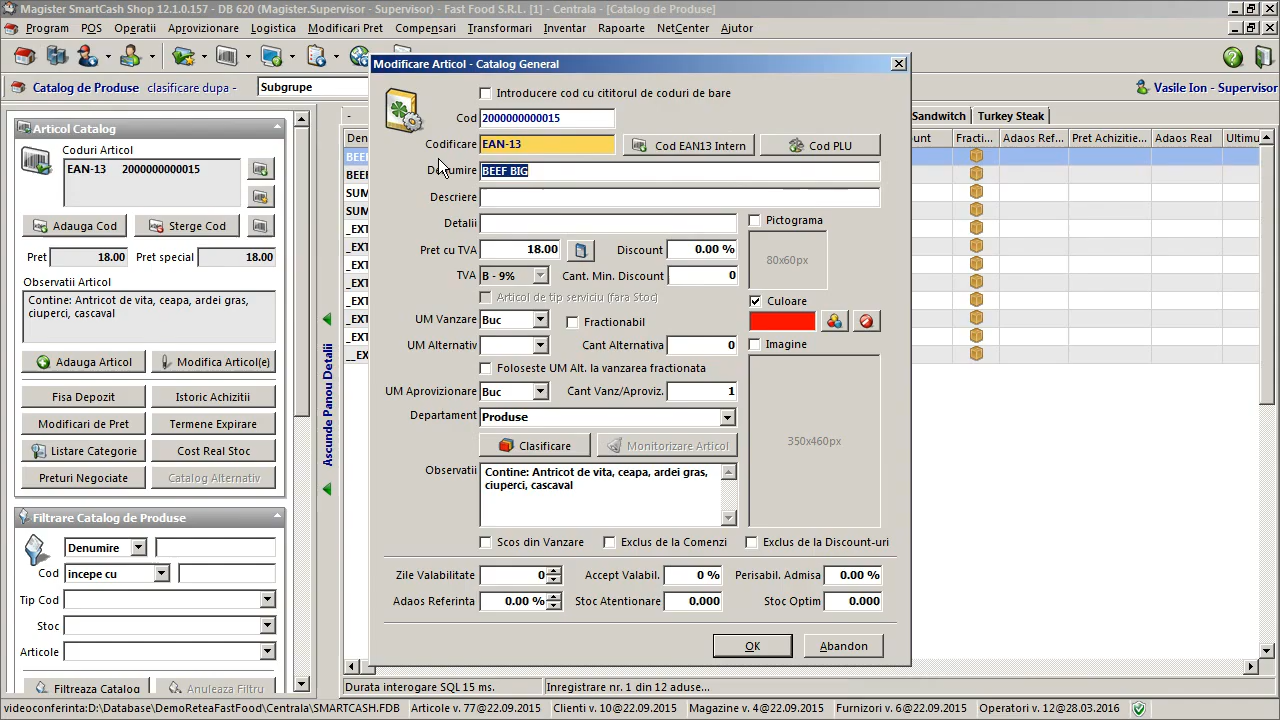 Magister SmartCash Shop 12.1.0.157 - DB 620 (Magister.Supervisor - Supervisor) - Fast Food S.R.L. [1] - Centrala - [Catalog de Produse]
Program POS Operatii Aprovizionare Logistica Modificari Pret Compensari Transformari Inventar Rapoarte NetCenter Ajutor
Catalog de Produse clasificare dupa - Subgrupe
Vasile Ion - Supervisor
Articol Catalog
Coduri Articol
EAN-13 2000000000015
Adauga Cod Sterge Cod
Pret 18.00 Pret special 18.00
Observatii Articol
Contine: Antricot de vita, ceapa, ardei gras,
ciuperci, cascaval
Adauga Articol Modifica Articol(e)
Fisa Depozit Istoric Achizitii
Modificari de Pret Termene Expirare
Listare Categorie Cost Real Stoc
Preturi Negociate Catalog Alternativ
Filtrare Catalog de Produse
Denumire
Cod incepe cu
Tip Cod
Stoc
Articole
Filtreaza Catalog Anuleaza Filtru
Ascunde Panou Detalii
Modificare Articol - Catalog General
Introducere cod cu cititorul de coduri de bare
Cod 2000000000015
Codificare EAN-13 Cod EAN13 Intern Cod PLU
BEEF BIG
Descriere
Detalii Pictograma
80x60px
Pret cu TVA 18.00 Discount 0.00 %
TVA B - 9% Cant. Min. Discount 0
Articol de tip serviciu (fara Stoc) Culoare
UM Vanzare Buc Fractionabil
UM Alternativ Cant Alternativa 0 Imagine
Foloseste UM Alt. la vanzarea fractionata
UM Aprovizionare Buc Cant Vanz/Aproviz. 1
Departament Produse
350x460px
Clasificare Monitorizare Articol
Observatii Contine: Antricot de vita, ceapa, ardei gras,
ciuperci, cascaval
Scos din Vanzare Exclus de la Comenzi Exclus de la Discount-uri
Zile Valabilitate 0 Accept Valabil. 0 % Perisabil. Admisa 0.00 %
Adaos Referinta 0.00 % Stoc Atentionare 0.000 Stoc Optim 0.000
OK Abandon
Sandwich Turkey Steak
Fracti... Adaos Ref... Pret Achizitie... Adaos Real Ultimu
Durata interogare SQL 15 ms. Inregistrare nr. 1 din 12 aduse...
videoconferinta:D:\Database\DemoReteaFastFood\Centrala\SMARTCASH.FDB Articole v. 77@22.09.2015 Clienti v. 10@22.09.2015 Magazine v. 4@22.09.2015 Furnizori v. 6@22.09.2015 Operatori v. 12@28.03.2016